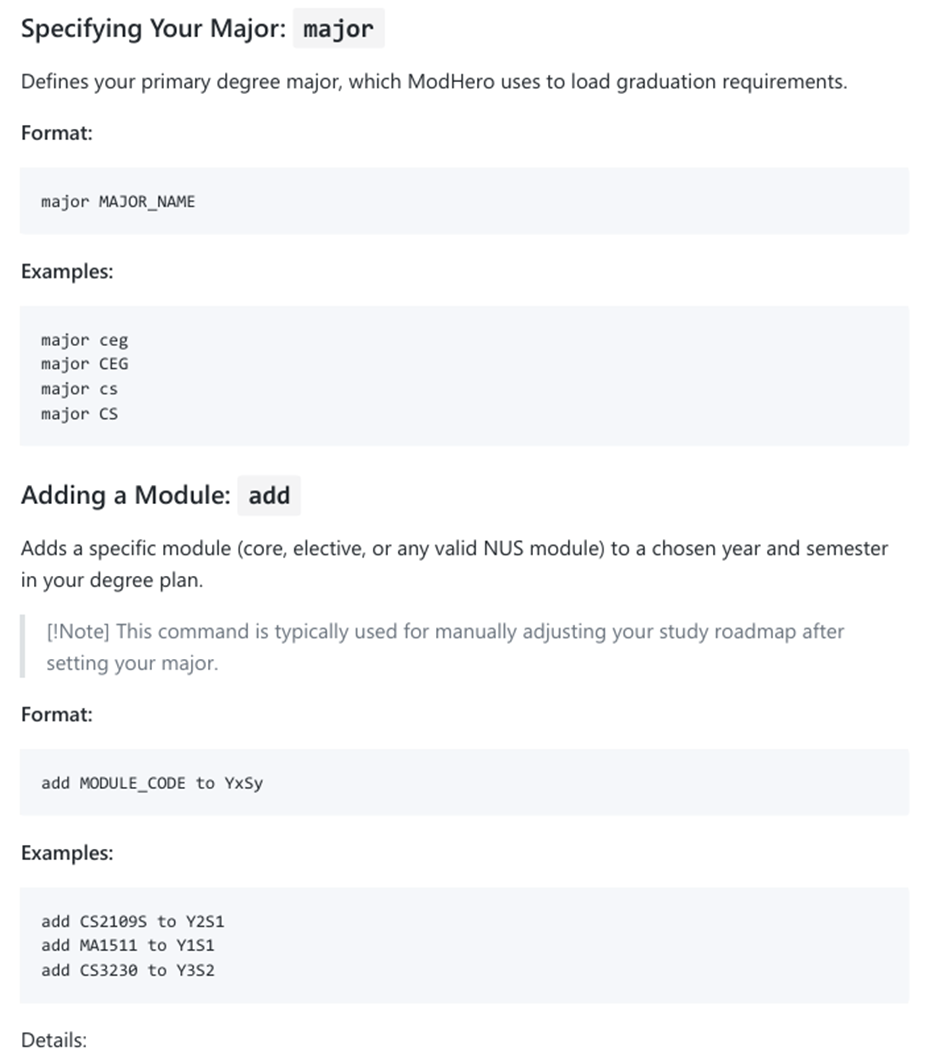 Specifying Your Major: major
Defines your primary degree major, which ModHero uses to load graduation requirements.
Format:
major MAJOR_NAME
Examples:
major ceg
major CEG
major cs
major CS
Adding a Module: add
Adds a specific module (core, elective, or any valid NUS module) to a chosen year and semester
in your degree plan.
[!Note] This command is typically used for manually adjusting your study roadmap after
setting your major.
Format:
add MODULE_CODE to YxSy
Examples:
add CS2109S to Y2S1
add MA1511 to Y1S1
add CS3230 to Y3S2
Details: